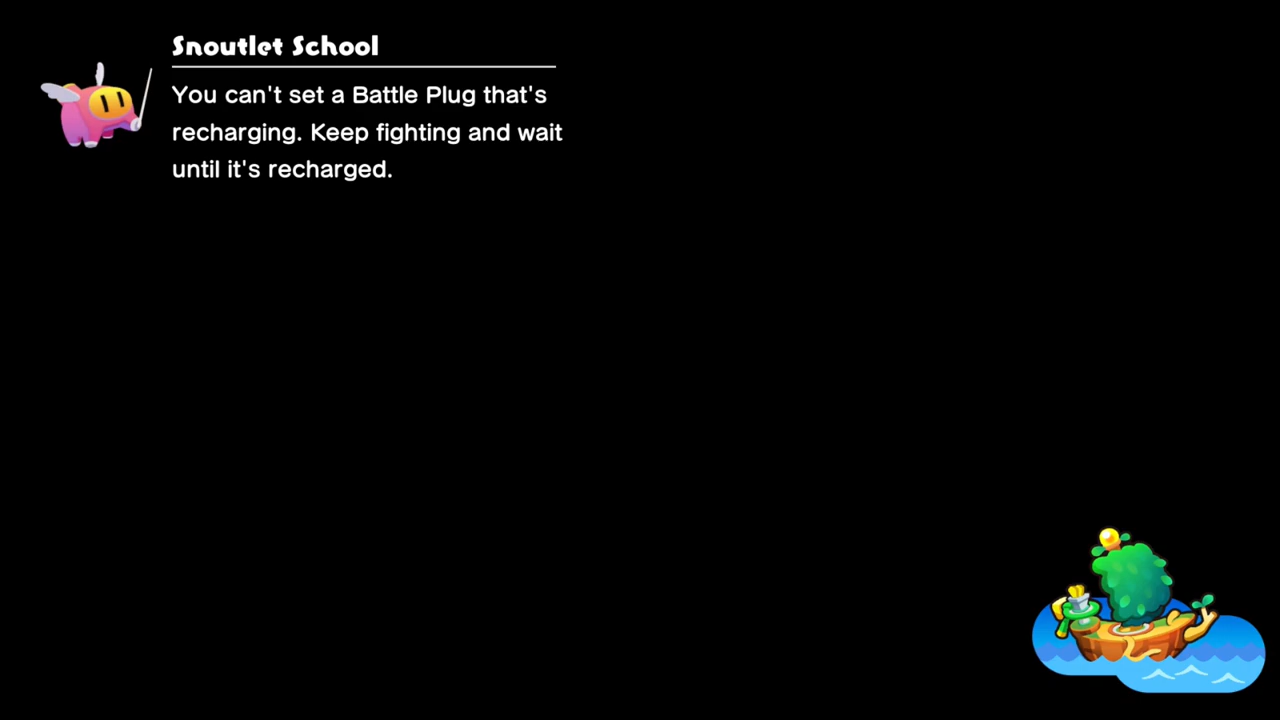 Snoutlet School
You can't set a Battle Plug that's
recharging. Keep fighting and wait
until it's recharged.